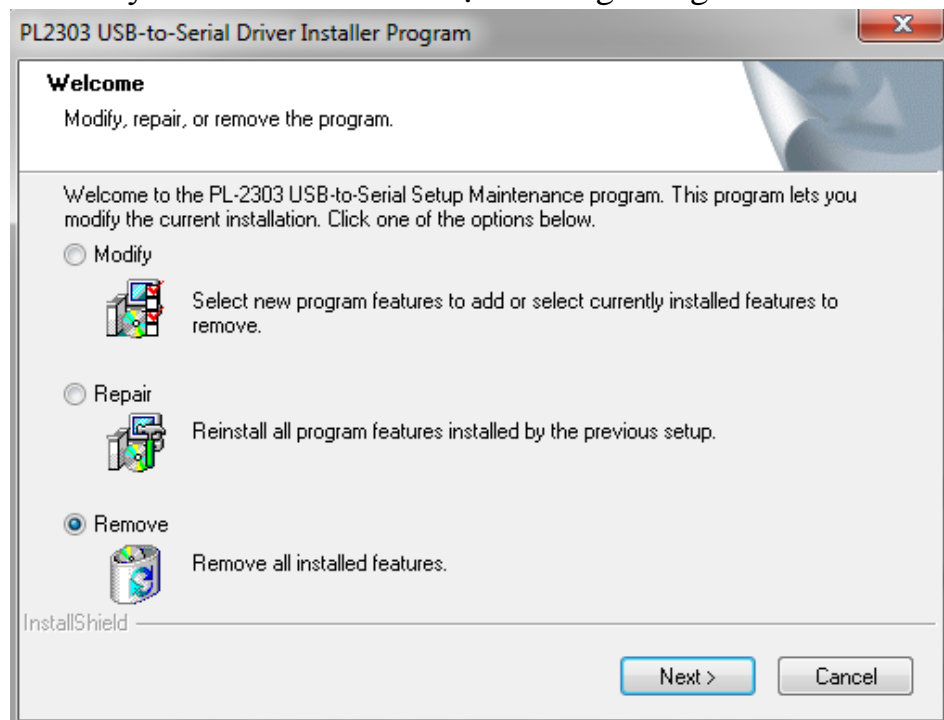 PL2303 USB-to-Serial Driver Installer Program
Welcome
Modify, repair, or remove the program.
Welcome to the PL-2303 USB-to-Serial Setup Maintenance program. This program lets you
modify the current installation. Click one of the options below.
Modify
Select new program features to add or select currently installed features to
remove.
Repair
Reinstall all program features installed by the previous setup.
Remove
Remove all installed features.
InstallShield
Next >
Cancel